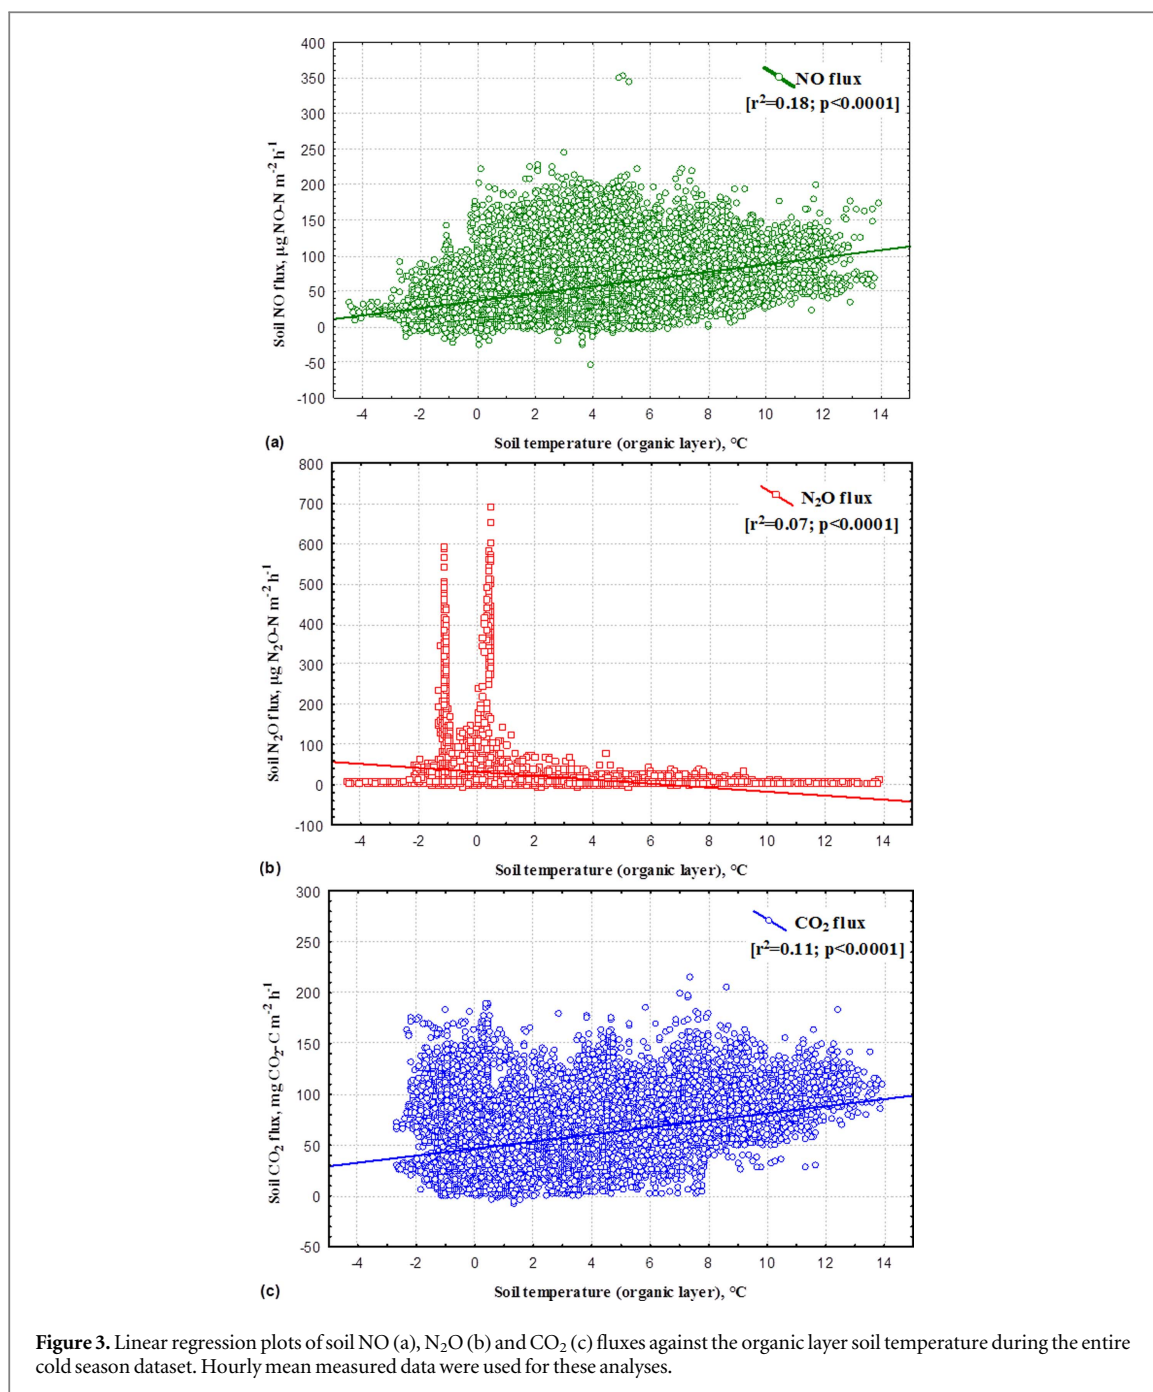 400
350
300
250
200
150
100
50
0
-50
-100
Soil NO flux, µg NO-N m⁻² h⁻¹
NO flux
[r²=0.18; p<0.0001]
-4 -2 0 2 4 6 8 10 12 14
(a) Soil temperature (organic layer), °C
800
700
600
500
400
300
200
100
0
-100
Soil N₂O flux, µg N₂O-N m⁻² h⁻¹
N₂O flux
[r²=0.07; p<0.0001]
-4 -2 0 2 4 6 8 10 12 14
(b) Soil temperature (organic layer), °C
300
250
200
150
100
50
0
-50
Soil CO₂ flux, mg CO₂-C m⁻² h⁻¹
CO₂ flux
[r²=0.11; p<0.0001]
-4 -2 0 2 4 6 8 10 12 14
(c) Soil temperature (organic layer), °C
Figure 3. Linear regression plots of soil NO (a), N₂O (b) and CO₂ (c) fluxes against the organic layer soil temperature during the entire
cold season dataset. Hourly mean measured data were used for these analyses.